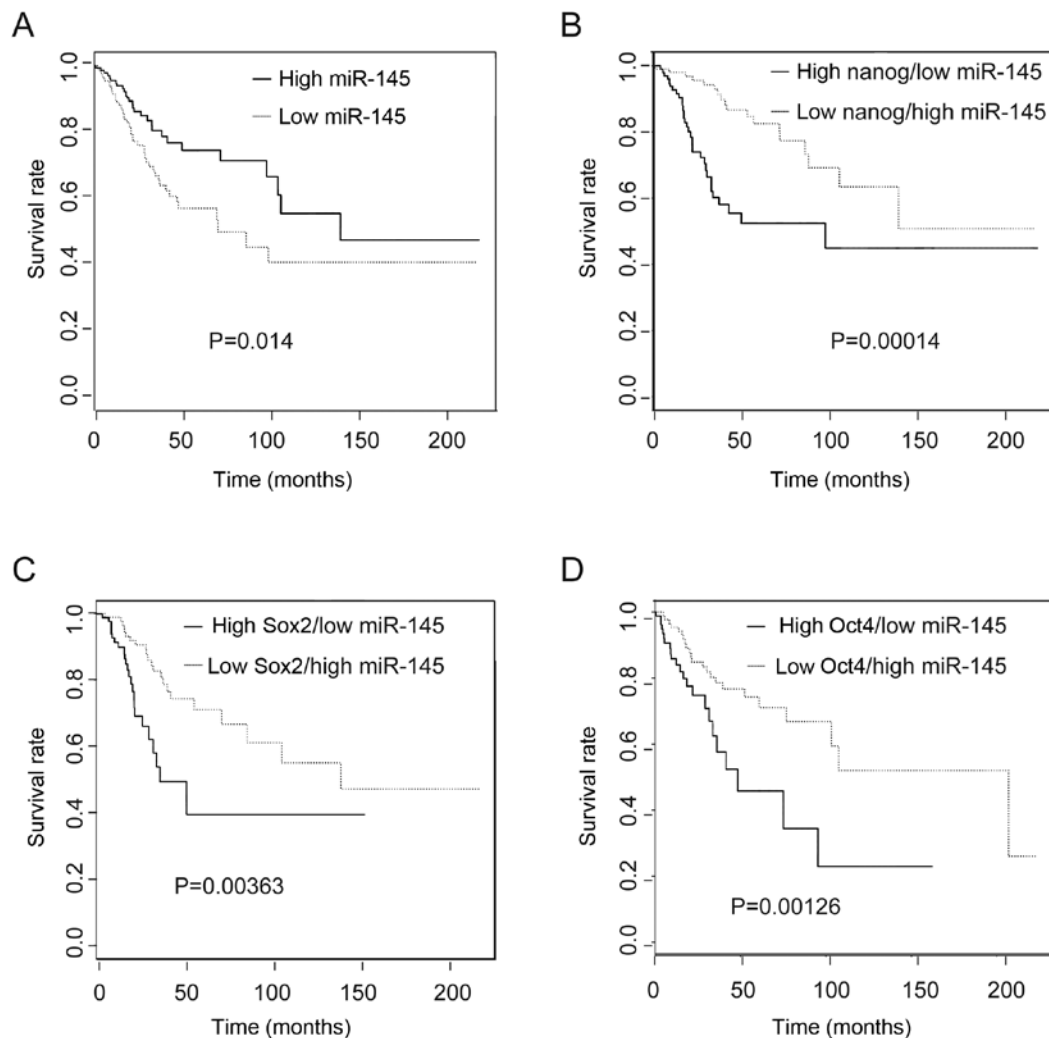 A
High miR-145
Low miR-145
P=0.014
Survival rate
1.0
0.8
0.6
0.4
0.2
0.0
0 50 100 150 200
Time (months)
B
High nanog/low miR-145
Low nanog/high miR-145
P=0.00014
Survival rate
1.0
0.8
0.6
0.4
0.2
0.0
0 50 100 150 200
Time (months)
C
High Sox2/low miR-145
Low Sox2/high miR-145
P=0.00363
Survival rate
1.0
0.8
0.6
0.4
0.2
0.0
0 50 100 150 200
Time (months)
D
High Oct4/low miR-145
Low Oct4/high miR-145
P=0.00126
Survival rate
1.0
0.8
0.6
0.4
0.2
0.0
0 50 100 150 200
Time (months)